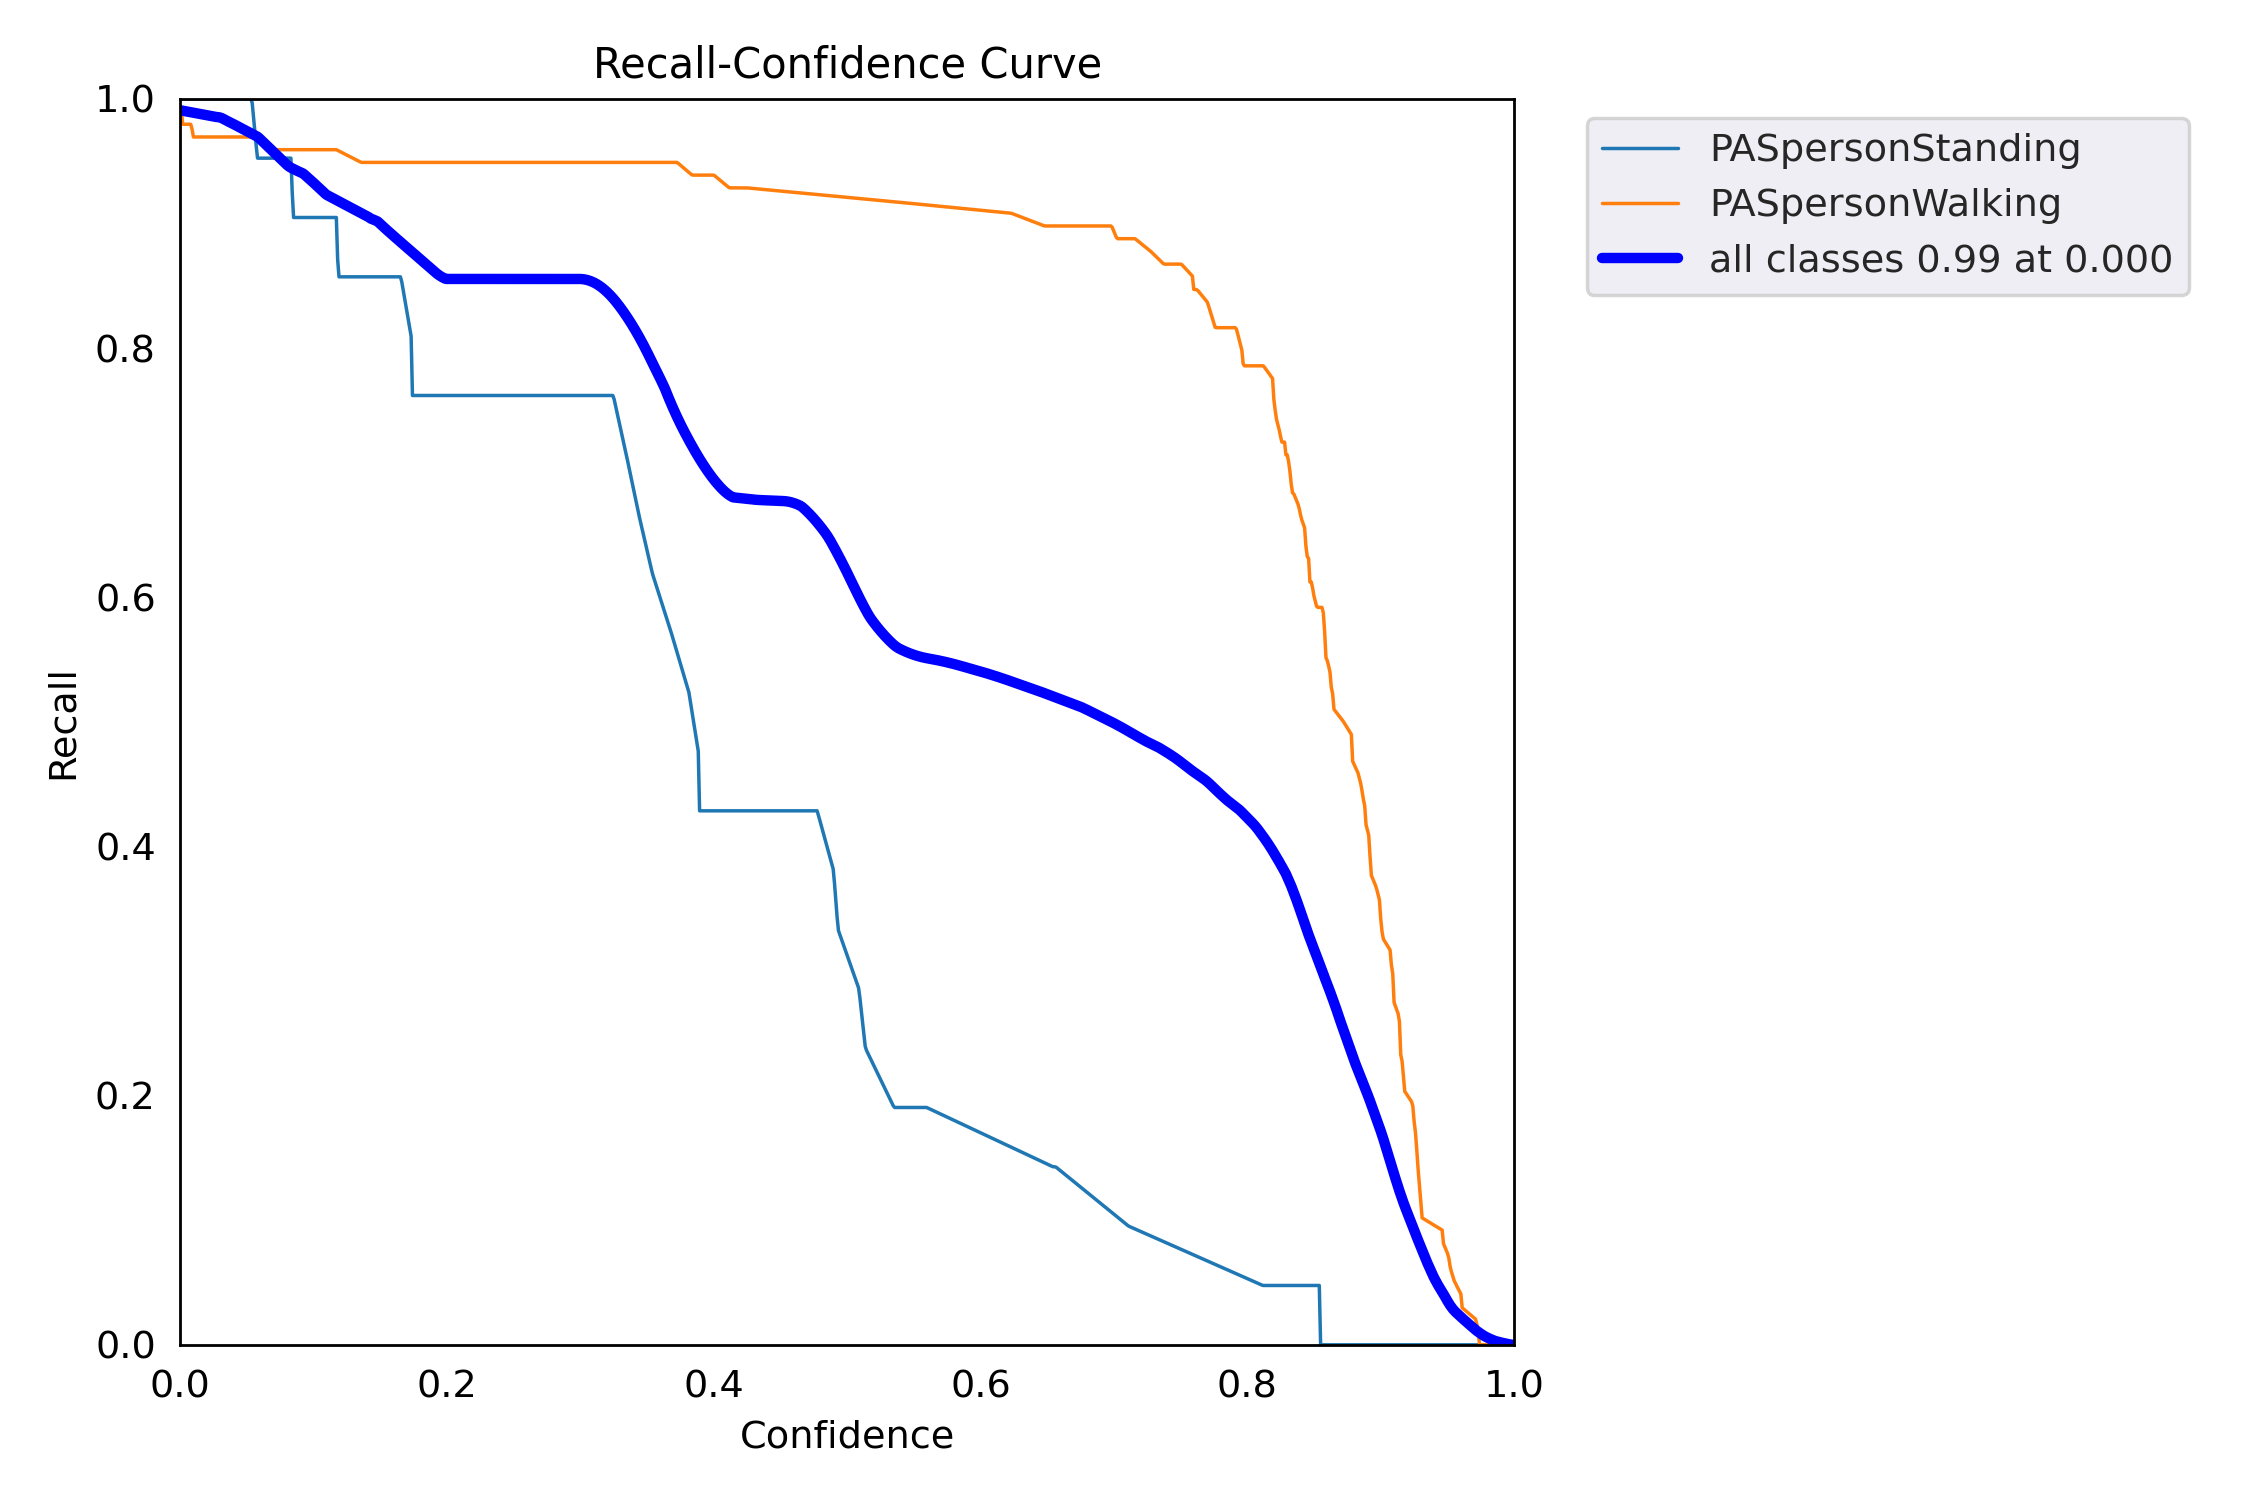 Recall-Confidence Curve
1.0
0.8
0.6
0.4
0.2
0.0
Recall
0.0 0.2 0.4 0.6 0.8 1.0
Confidence
PASpersonStanding
PASpersonWalking
all classes 0.99 at 0.000